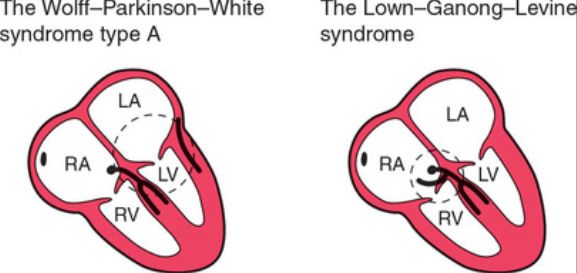 The Wolff–Parkinson–White
syndrome type A
The Lown–Ganong–Levine
syndrome
LA
RA
LV
RV
LA
RA
LV
RV